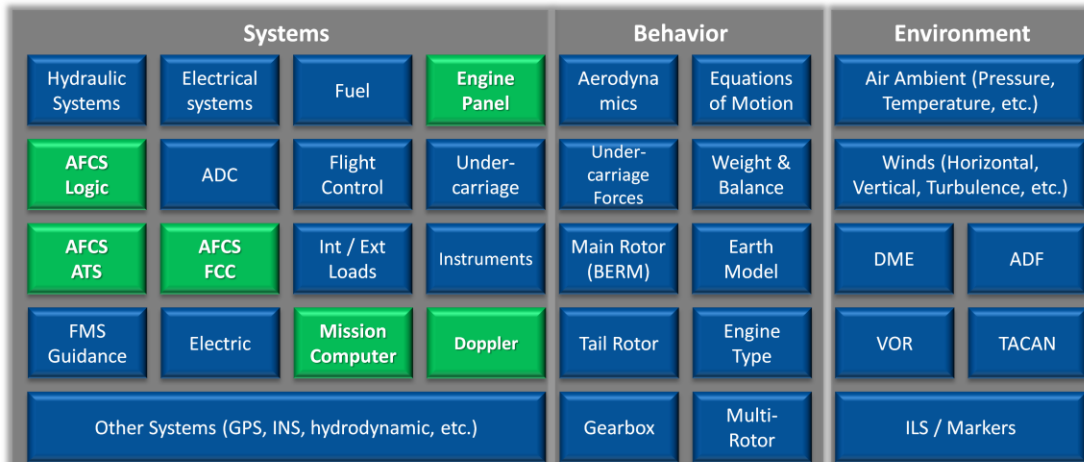 Systems
Hydraulic
Systems
Electrical
systems
Fuel
Engine
Panel
AFCS
Logic
ADC
Flight
Control
Under-
carriage
AFCS
ATS
AFCS
FCC
Int / Ext
Loads
Instruments
FMS
Guidance
Electric
Mission
Computer
Doppler
Other Systems (GPS, INS, hydrodynamic, etc.)
Behavior
Aerodyna
mics
Equations
of Motion
Under-
carriage
Forces
Weight &
Balance
Main Rotor
(BERM)
Earth
Model
Tail Rotor
Engine
Type
Gearbox
Multi-
Rotor
Environment
Air Ambient (Pressure,
Temperature, etc.)
Winds (Horizontal,
Vertical, Turbulence, etc.)
DME
ADF
VOR
TACAN
ILS / Markers